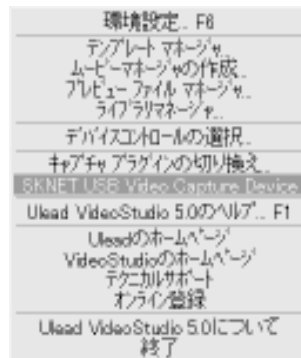 環境設定... F6
テンプレート マネージャ...
ムービーマネージャの作成...
プレビュー ファイル マネージャ...
ライブラリマネージャ...
デバイスコントロールの選択...
キャプチャ プラグインの切り換え...
SKNET USB Video Capture Device
Ulead VideoStudio 5.0のヘルプ... F1
Uleadのホームページ
VideoStudioのホームページ
テクニカルサポート
オンライン登録
Ulead VideoStudio 5.0について
終了